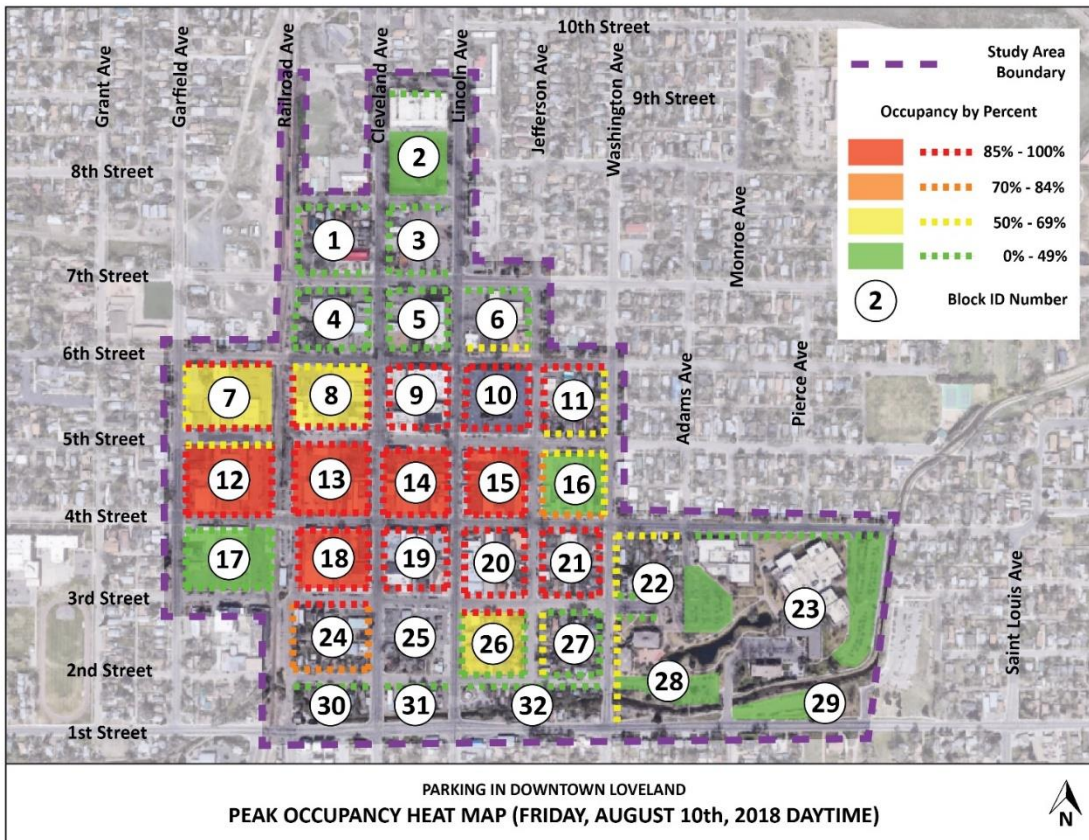 10th Street
Grant Ave
Garfield Ave
Railroad Ave
Cleveland Ave
Lincoln Ave
Jefferson Ave
Washington Ave
9th Street
Study Area
Boundary
Occupancy by Percent
85% - 100%
70% - 84%
50% - 69%
0% - 49%
2
Block ID Number
8th Street
2
1
3
Monroe Ave
7th Street
4
5
6
6th Street
7
8
9
10
11
Adams Ave
Pierce Ave
5th Street
12
13
14
15
16
4th Street
17
18
19
20
21
22
23
3rd Street
24
25
26
27
Saint Louis Ave
2nd Street
28
29
30
31
32
1st Street
PARKING IN DOWNTOWN LOVELAND
PEAK OCCUPANCY HEAT MAP (FRIDAY, AUGUST 10th, 2018 DAYTIME)
N